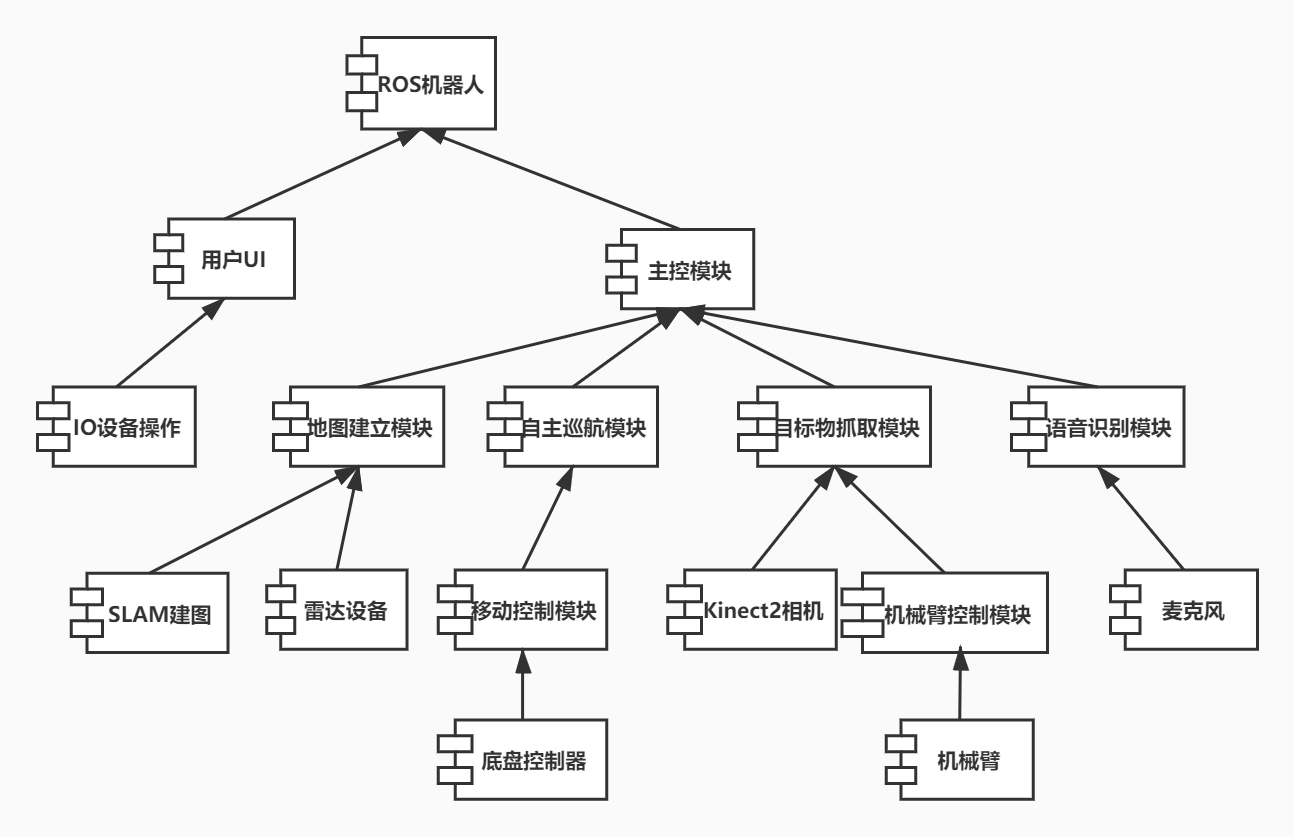 ROS机器人
用户UI
主控模块
IO设备操作
地图建立模块
自主巡航模块
目标物抓取模块
语音识别模块
SLAM建图
雷达设备
移动控制模块
Kinect2相机
机械臂控制模块
麦克风
底盘控制器
机械臂